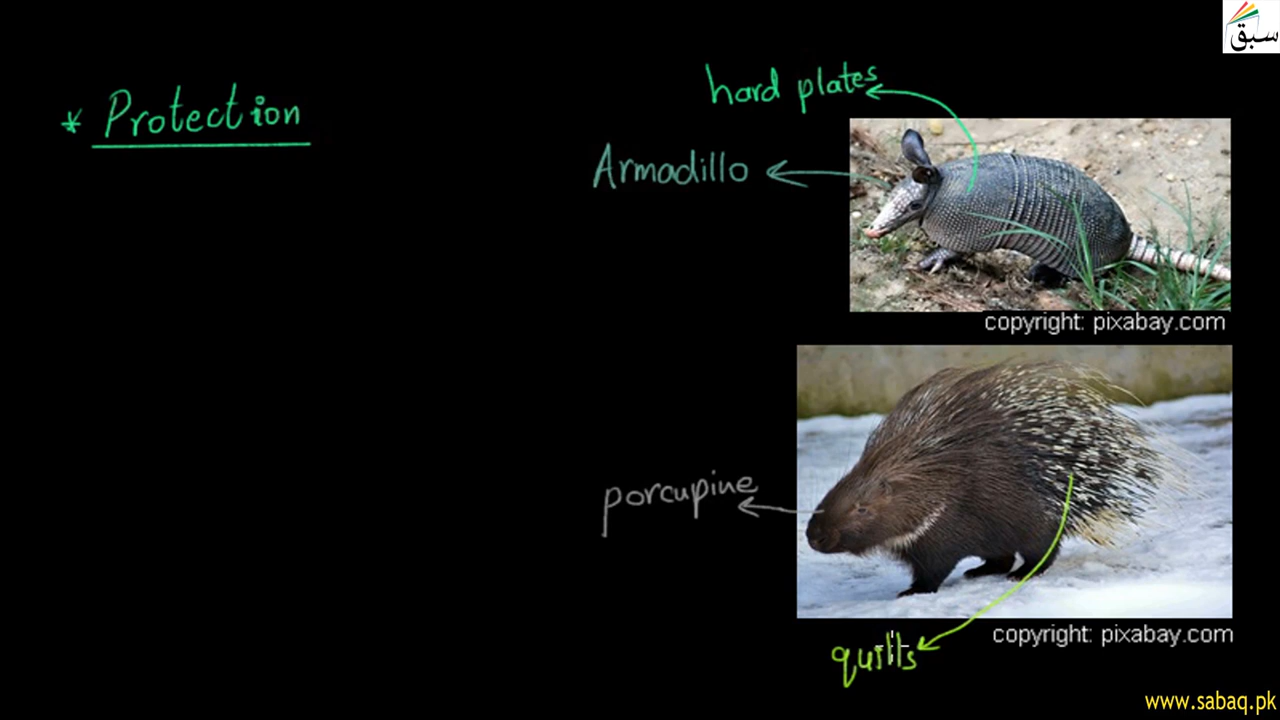 سبق
* Protection
hard plates
Armadillo
copyright: pixabay.com
porcupine
quills
copyright: pixabay.com
www.sabaq.pk